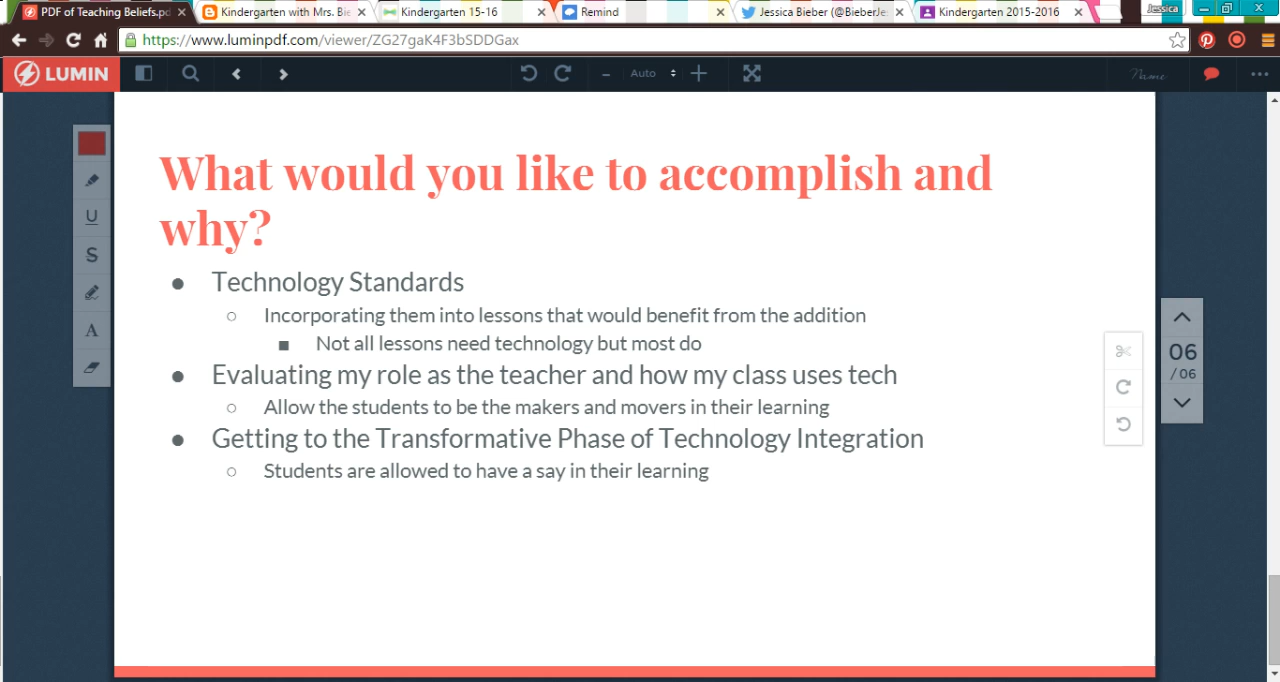 PDF of Teaching Beliefs.pd
Kindergarten with Mrs. Bie
Kindergarten 15-16
Remind
Jessica Bieber (@BieberJe
Kindergarten 2015-2016
Jessica
https://www.luminpdf.com/viewer/ZG27gaK4F3bSDDGax
LUMIN
Auto
Name
What would you like to accomplish and
why?
● Technology Standards
○ Incorporating them into lessons that would benefit from the addition
■ Not all lessons need technology but most do
● Evaluating my role as the teacher and how my class uses tech
○ Allow the students to be the makers and movers in their learning
● Getting to the Transformative Phase of Technology Integration
○ Students are allowed to have a say in their learning
U
S
A
06
/ 06